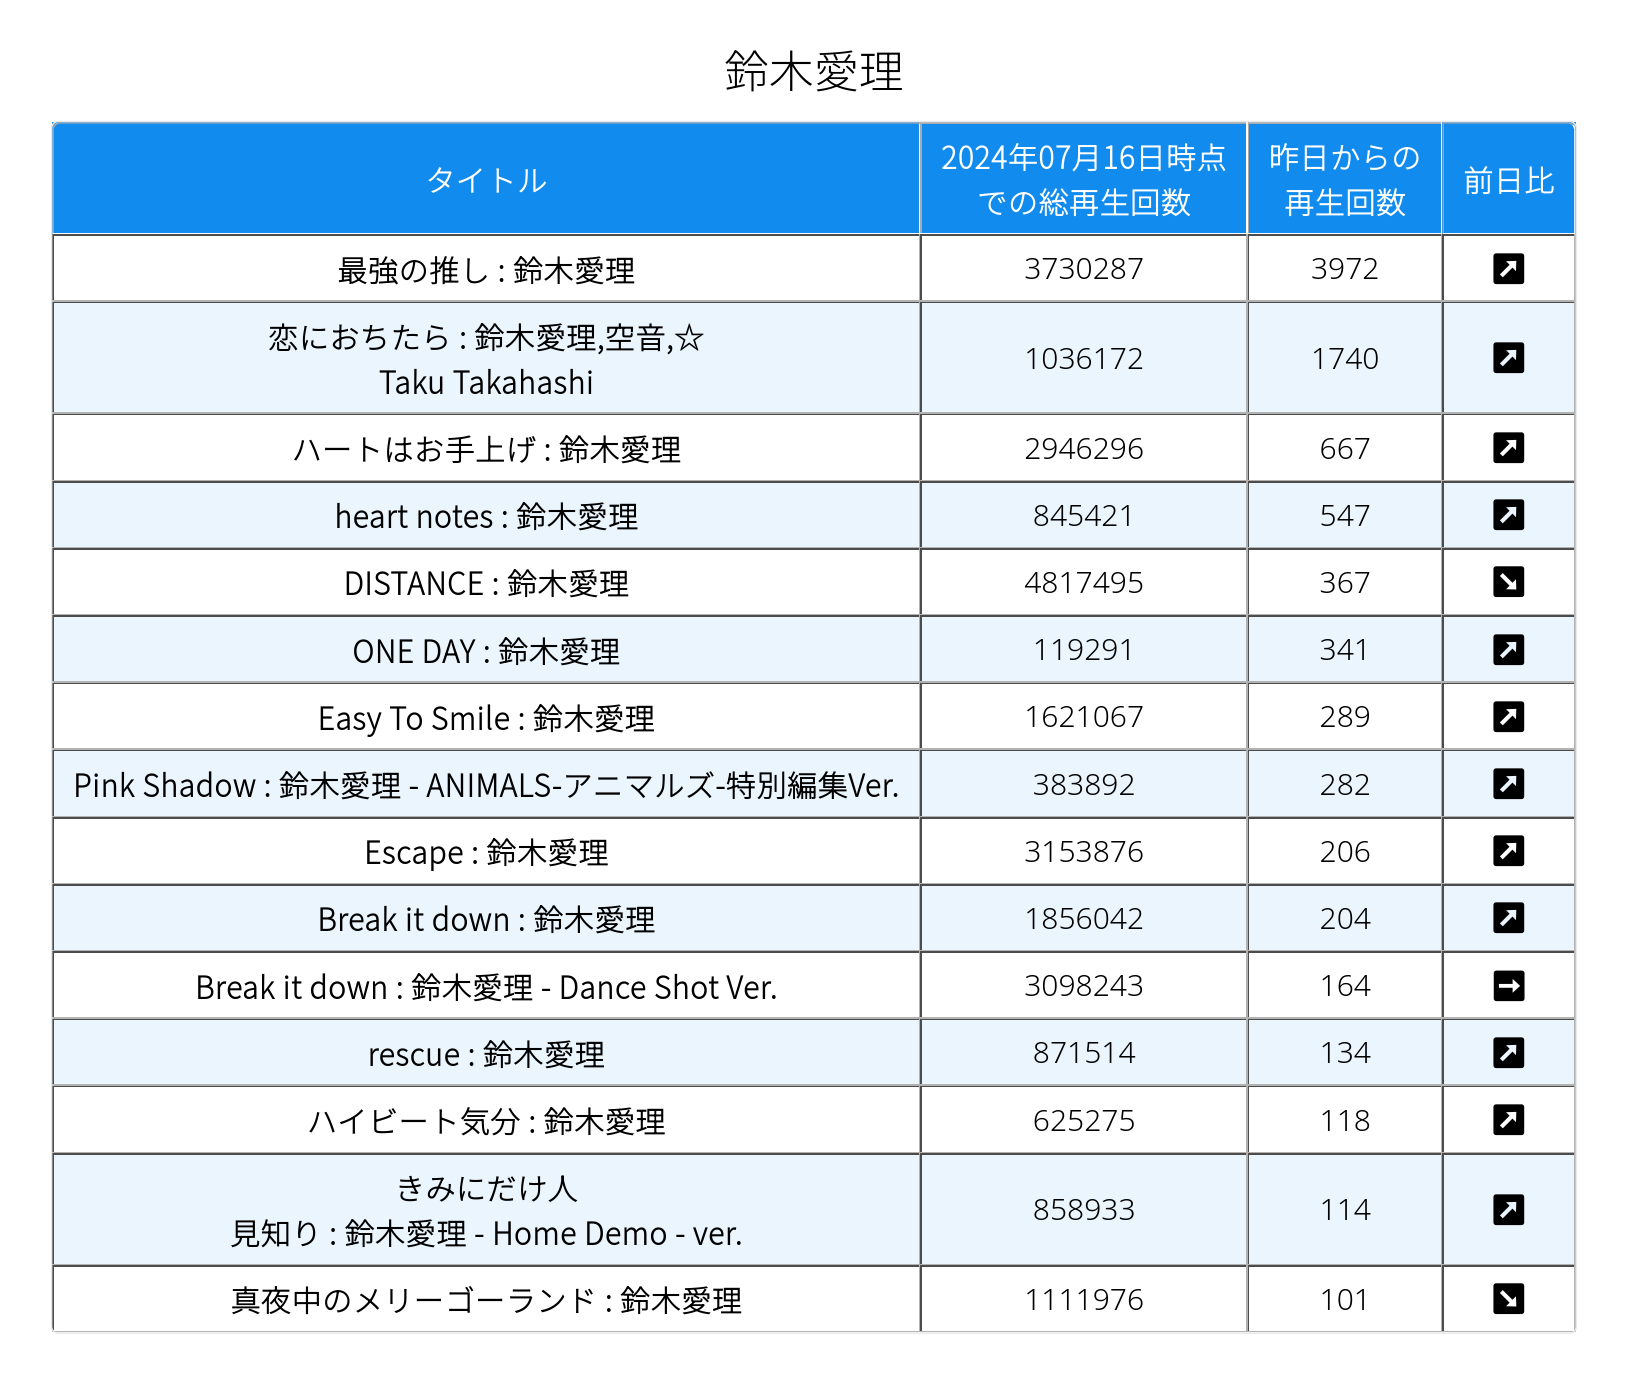 鈴木愛理
タイトル
2024年07月16日時点
での総再生回数
昨日からの
再生回数
前日比
最強の推し : 鈴木愛理
3730287
3972
恋におちたら : 鈴木愛理,空音,☆
Taku Takahashi
1036172
1740
ハートはお手上げ : 鈴木愛理
2946296
667
heart notes : 鈴木愛理
845421
547
DISTANCE : 鈴木愛理
4817495
367
ONE DAY : 鈴木愛理
119291
341
Easy To Smile : 鈴木愛理
1621067
289
Pink Shadow : 鈴木愛理 - ANIMALS-アニマルズ-特別編集Ver.
383892
282
Escape : 鈴木愛理
3153876
206
Break it down : 鈴木愛理
1856042
204
Break it down : 鈴木愛理 - Dance Shot Ver.
3098243
164
rescue : 鈴木愛理
871514
134
ハイビート気分 : 鈴木愛理
625275
118
きみにだけ人
見知り : 鈴木愛理 - Home Demo - ver.
858933
114
真夜中のメリーゴーランド : 鈴木愛理
1111976
101